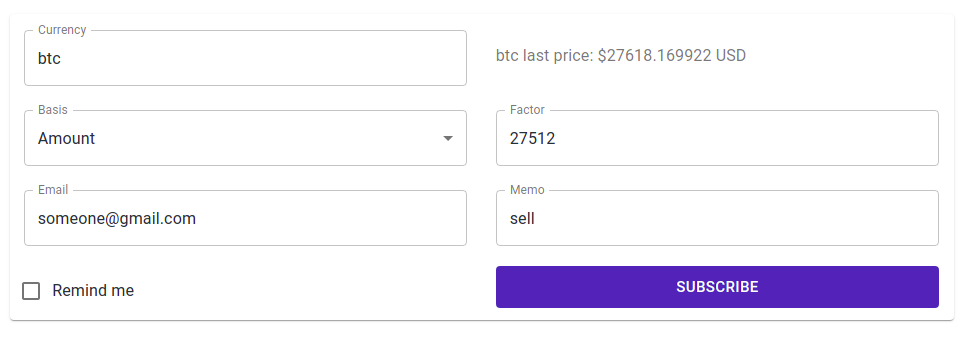 Currency
btc
btc last price: $27618.169922 USD
Basis
Amount
Factor
27512
Email
someone@gmail.com
Memo
sell
Remind me
SUBSCRIBE